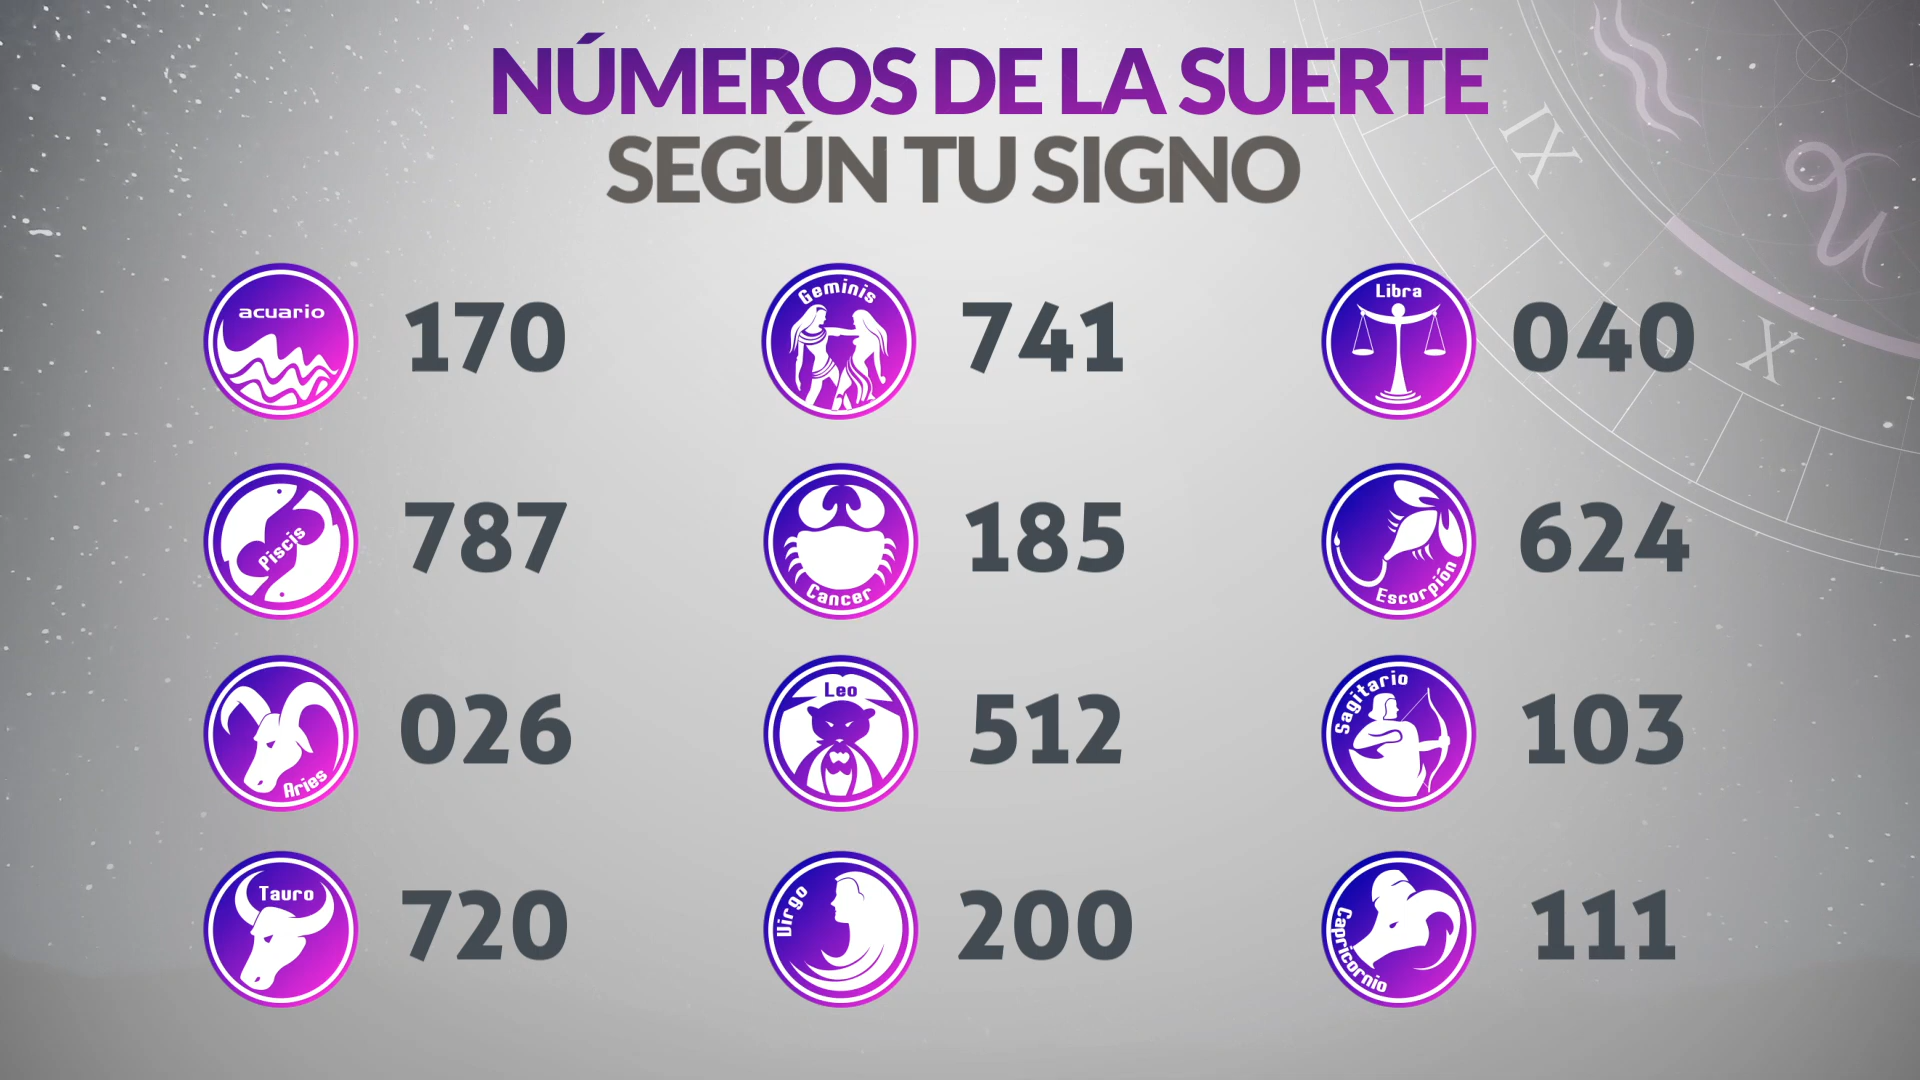 NÚMEROS DE LA SUERTE
SEGÚN TU SIGNO
acuario
170
Geminis
741
Libra
040
Piscis
787
Cancer
185
Escorpión
624
Aries
026
Leo
512
Sagitario
103
Tauro
720
Virgo
200
Capricornio
111
IX
X